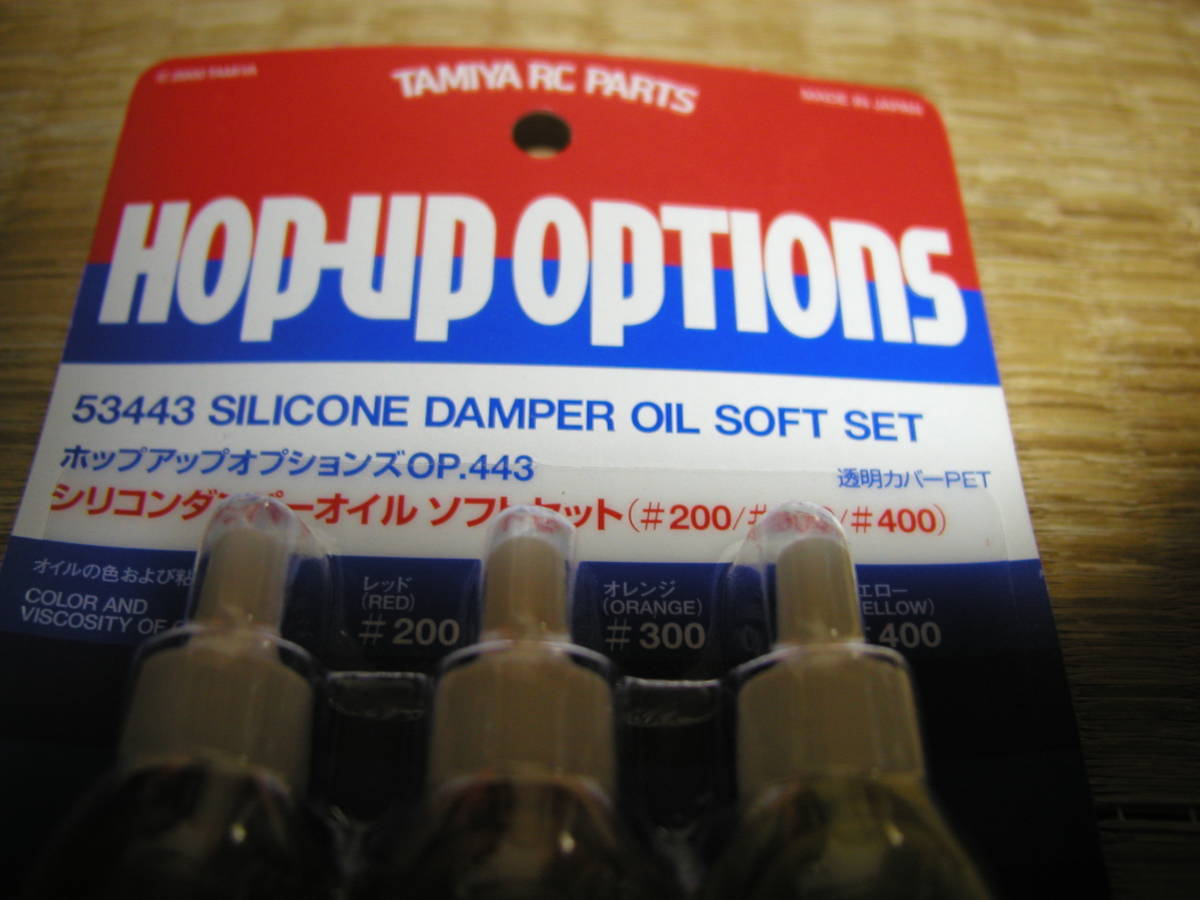 © 2000 TAMIYA
TAMIYA RC PARTS
MADE IN JAPAN
HOP-UP OPTIONS
53443 SILICONE DAMPER OIL SOFT SET
ホップアップオプションズOP.443
透明カバーPET
シリコンダンパーオイル ソフトセット(#200/#300/#400)
オイルの色および粘
COLOR AND
VISCOSITY OF
レッド
(RED)
#200
オレンジ
(ORANGE)
#300
エロー
ELLOW)
#400